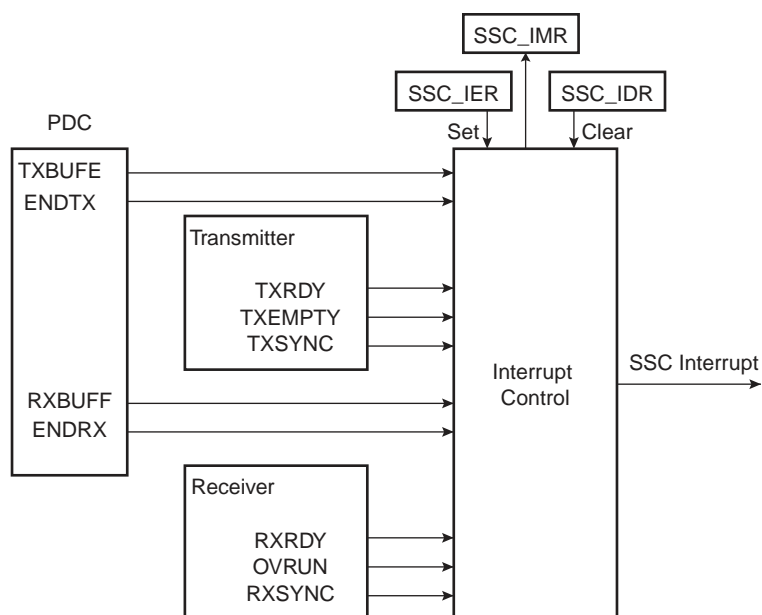 SSC_IMR
SSC_IER
SSC_IDR
PDC
Set
Clear
TXBUFE
ENDTX
Transmitter
TXRDY
TXEMPTY
TXSYNC
RXBUFF
ENDRX
Interrupt
Control
SSC Interrupt
Receiver
RXRDY
OVRUN
RXSYNC